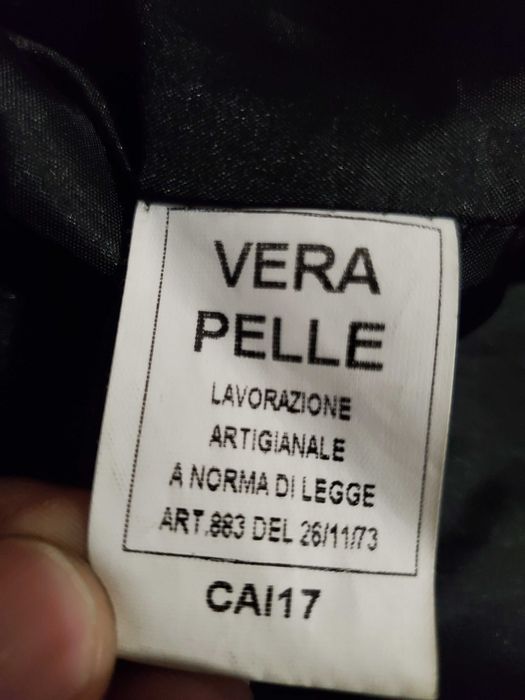 VERA
PELLE
LAVORAZIONE
ARTIGIANALE
A NORMA DI LEGGE
ART.883 DEL 26/11/73
CAI17